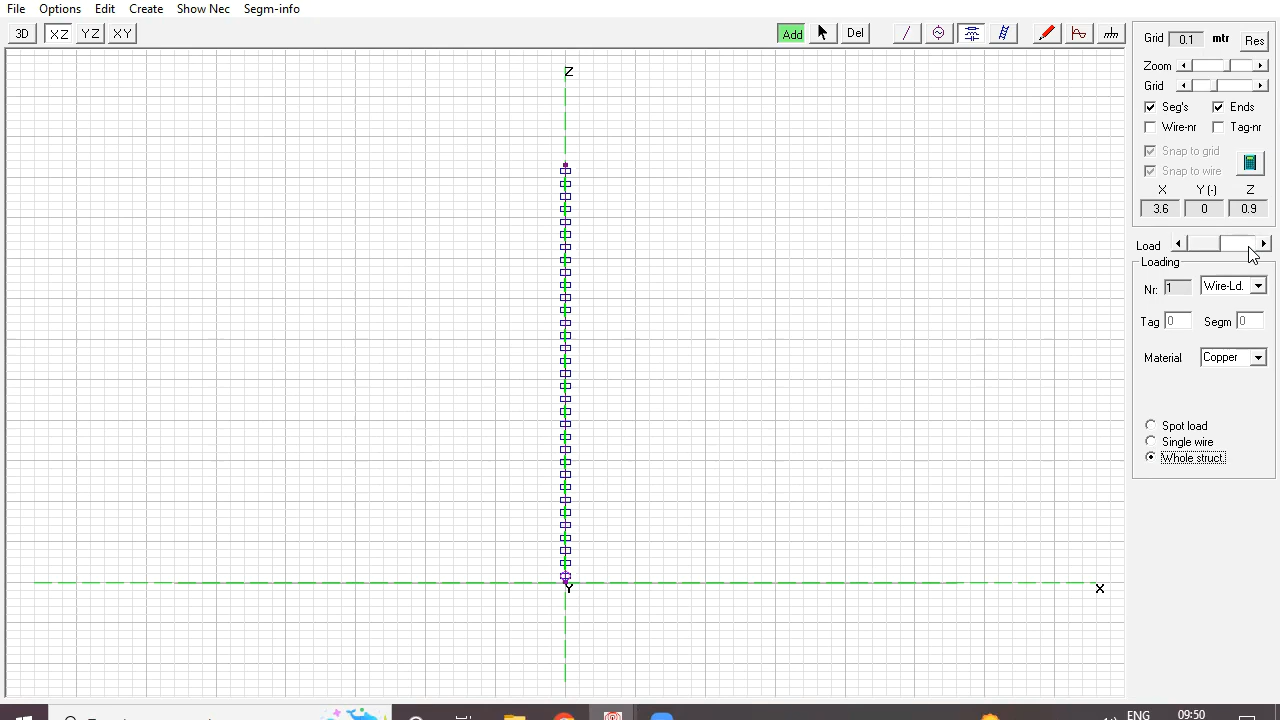 File Options Edit Create Show Nec Segm-info
3D XZ YZ XY Add Del
Grid 0.1 mtr Res
Zoom
Grid
Seg's Ends
Wire-nr Tag-nr
Snap to grid
Snap to wire
X Y (-) Z
3.6 0 0.9
Load
Loading
Nr. 1 Wire-Ld.
Tag 0 Segm 0
Material Copper
Spot load
Single wire
Whole struct.
Z
Y
X
ENG 09:50